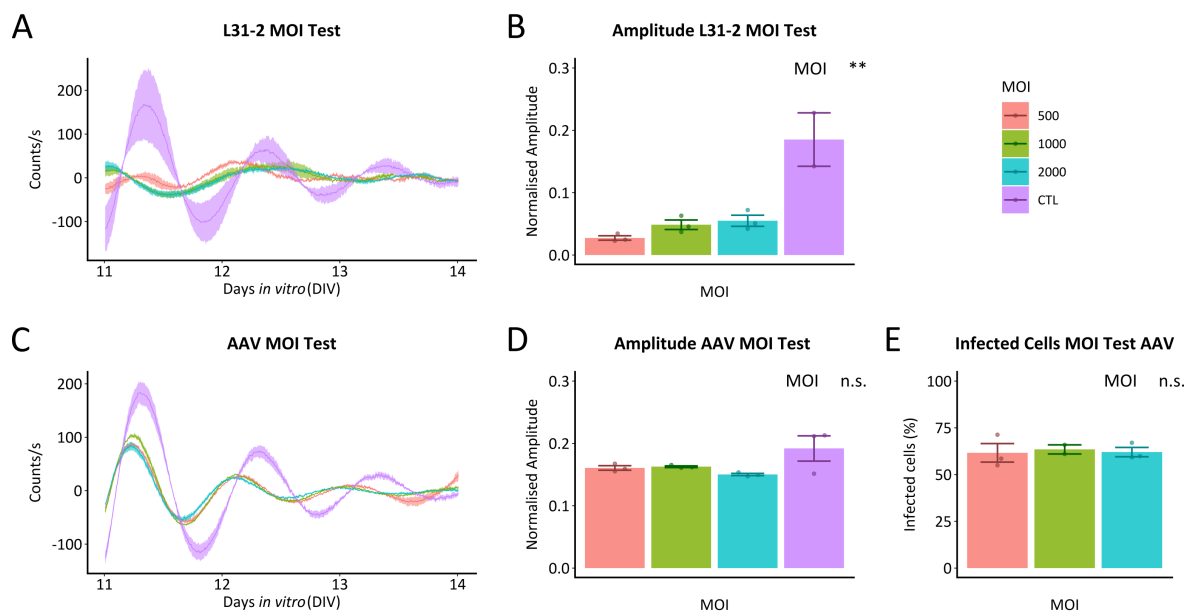 A
L31-2 MOI Test
Counts/s
200
100
0
-100
11
12
13
14
Days in vitro (DIV)
B
Amplitude L31-2 MOI Test
Normalised Amplitude
0.3
0.2
0.1
0.0
MOI **
MOI
MOI
500
1000
2000
CTL
C
AAV MOI Test
Counts/s
200
100
0
-100
11
12
13
14
Days in vitro (DIV)
D
Amplitude AAV MOI Test
Normalised Amplitude
0.3
0.2
0.1
0.0
MOI n.s.
MOI
E
Infected Cells MOI Test AAV
Infected cells (%)
100
75
50
25
0
MOI n.s.
MOI